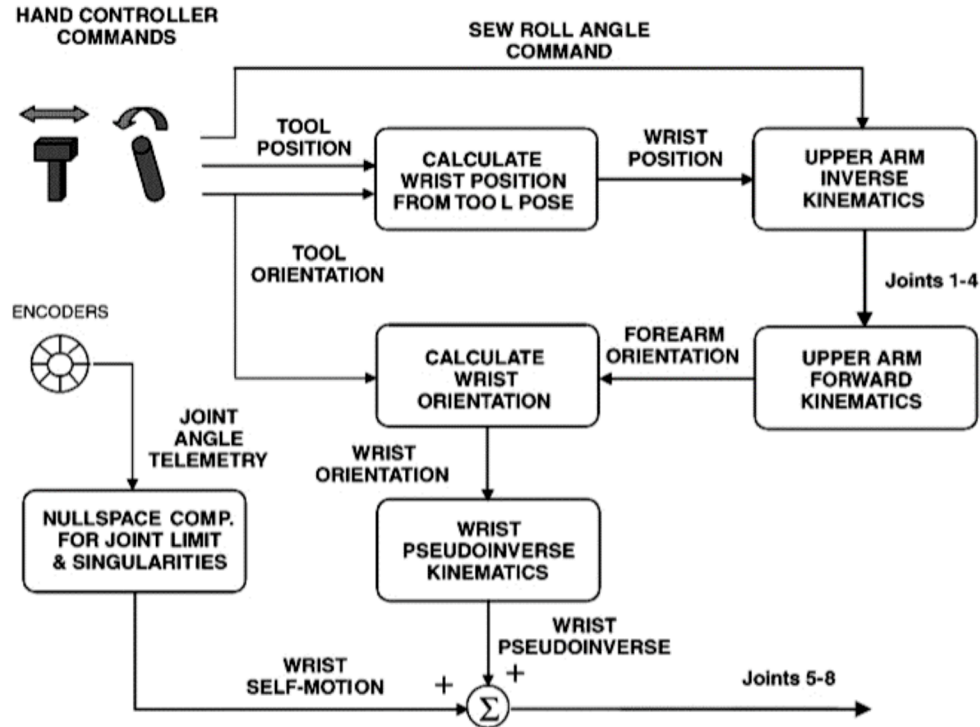 HAND CONTROLLER
COMMANDS
SEW ROLL ANGLE
COMMAND
TOOL
POSITION
CALCULATE
WRIST POSITION
FROM TOOL POSE
WRIST
POSITION
UPPER ARM
INVERSE
KINEMATICS
TOOL
ORIENTATION
Joints 1-4
ENCODERS
CALCULATE
WRIST
ORIENTATION
FOREARM
ORIENTATION
UPPER ARM
FORWARD
KINEMATICS
JOINT
ANGLE
TELEMETRY
WRIST
ORIENTATION
NULLSPACE COMP.
FOR JOINT LIMIT
& SINGULARITIES
WRIST
PSEUDOINVERSE
KINEMATICS
WRIST
PSEUDOINVERSE
WRIST
SELF-MOTION
+
+
Σ
Joints 5-8